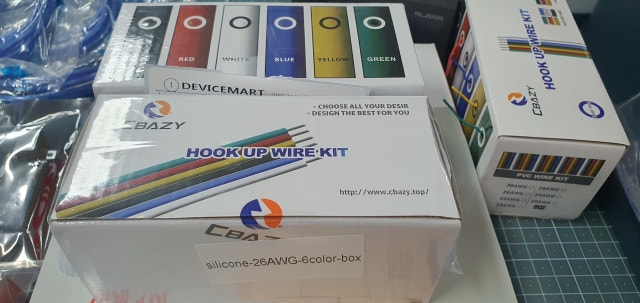 RED
WHITE
BLUE
YELLOW
GREEN
DEVICEMART
CBAZY
• CHOOSE ALL YOUR DESIR
• DESIGN THE BEST FOR YOU
HOOK UP WIRE KIT
http://www.cbazy.top/
CBAZY
silicone-26AWG-6color-box
HOOK UP WIRE KIT
CBAZY
PVC WIRE KIT